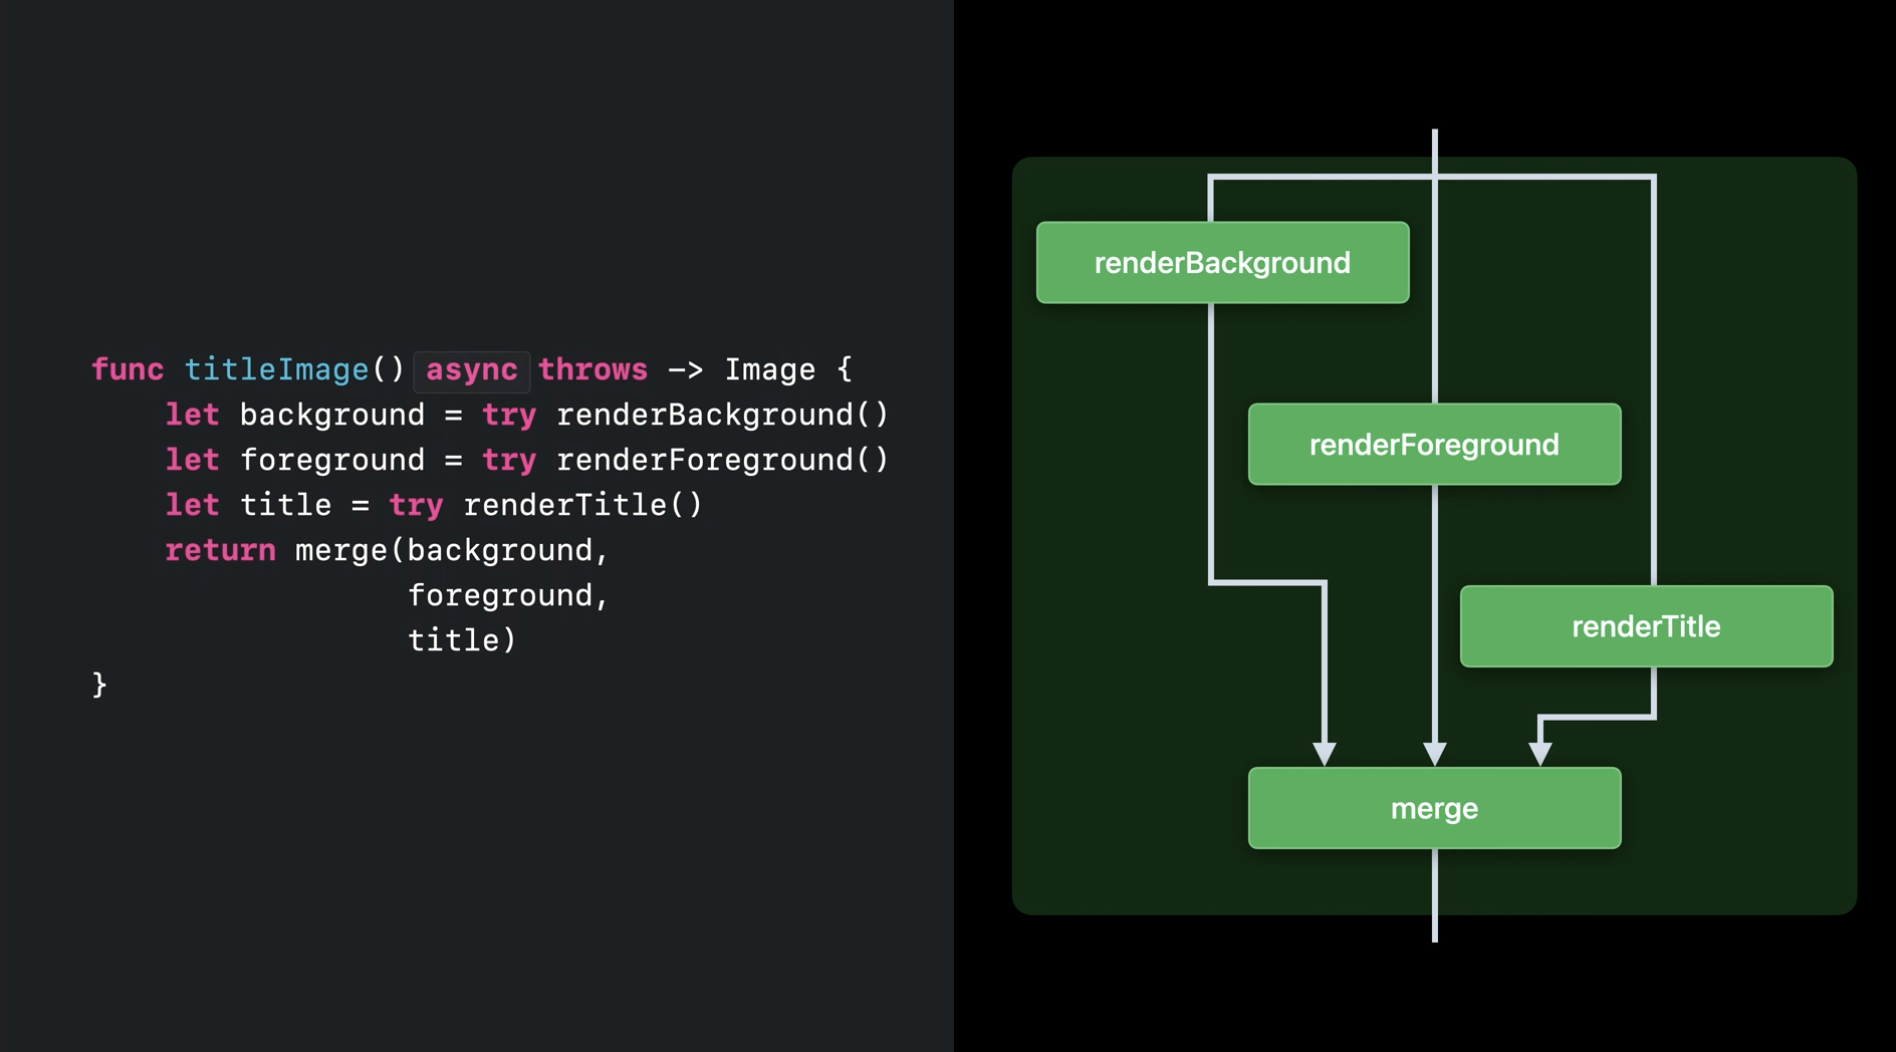 func titleImage() async throws -> Image {
    let background = try renderBackground()
    let foreground = try renderForeground()
    let title = try renderTitle()
    return merge(background,
                 foreground,
                 title)
}
renderBackground
renderForeground
renderTitle
merge